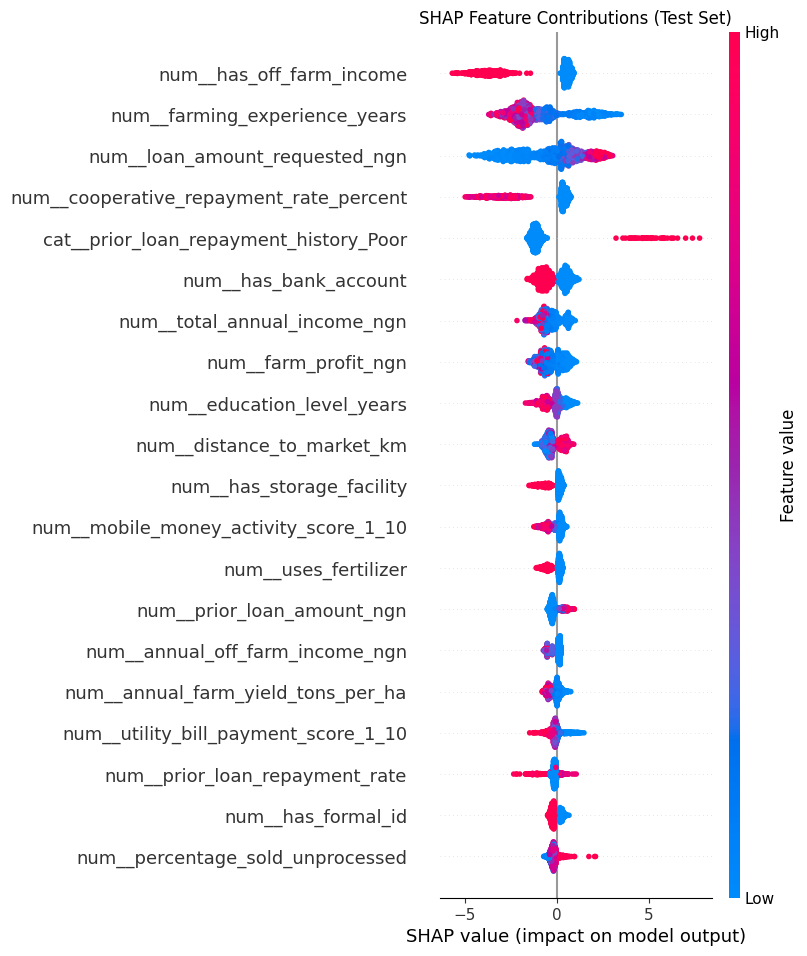 SHAP Feature Contributions (Test Set)
High
num__has_off_farm_income
num__farming_experience_years
num__loan_amount_requested_ngn
num__cooperative_repayment_rate_percent
cat__prior_loan_repayment_history_Poor
num__has_bank_account
num__total_annual_income_ngn
num__farm_profit_ngn
num__education_level_years
num__distance_to_market_km
num__has_storage_facility
num__mobile_money_activity_score_1_10
num__uses_fertilizer
num__prior_loan_amount_ngn
num__annual_off_farm_income_ngn
num__annual_farm_yield_tons_per_ha
num__utility_bill_payment_score_1_10
num__prior_loan_repayment_rate
num__has_formal_id
num__percentage_sold_unprocessed
Feature value
Low
−5 0 5
SHAP value (impact on model output)